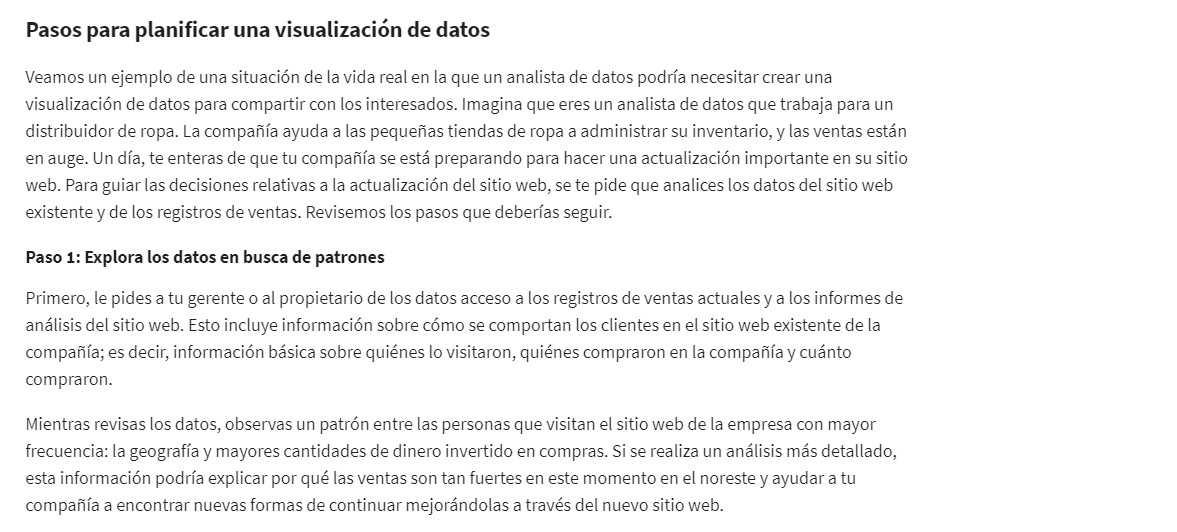 Pasos para planificar una visualización de datos
Veamos un ejemplo de una situación de la vida real en la que un analista de datos podría necesitar crear una
visualización de datos para compartir con los interesados. Imagina que eres un analista de datos que trabaja para un
distribuidor de ropa. La compañía ayuda a las pequeñas tiendas de ropa a administrar su inventario, y las ventas están
en auge. Un día, te enteras de que tu compañía se está preparando para hacer una actualización importante en su sitio
web. Para guiar las decisiones relativas a la actualización del sitio web, se te pide que analices los datos del sitio web
existente y de los registros de ventas. Revisemos los pasos que deberías seguir.
Paso 1: Explora los datos en busca de patrones
Primero, le pides a tu gerente o al propietario de los datos acceso a los registros de ventas actuales y a los informes de
análisis del sitio web. Esto incluye información sobre cómo se comportan los clientes en el sitio web existente de la
compañía; es decir, información básica sobre quiénes lo visitaron, quiénes compraron en la compañía y cuánto
compraron.
Mientras revisas los datos, observas un patrón entre las personas que visitan el sitio web de la empresa con mayor
frecuencia: la geografía y mayores cantidades de dinero invertido en compras. Si se realiza un análisis más detallado,
esta información podría explicar por qué las ventas son tan fuertes en este momento en el noreste y ayudar a tu
compañía a encontrar nuevas formas de continuar mejorándolas a través del nuevo sitio web.